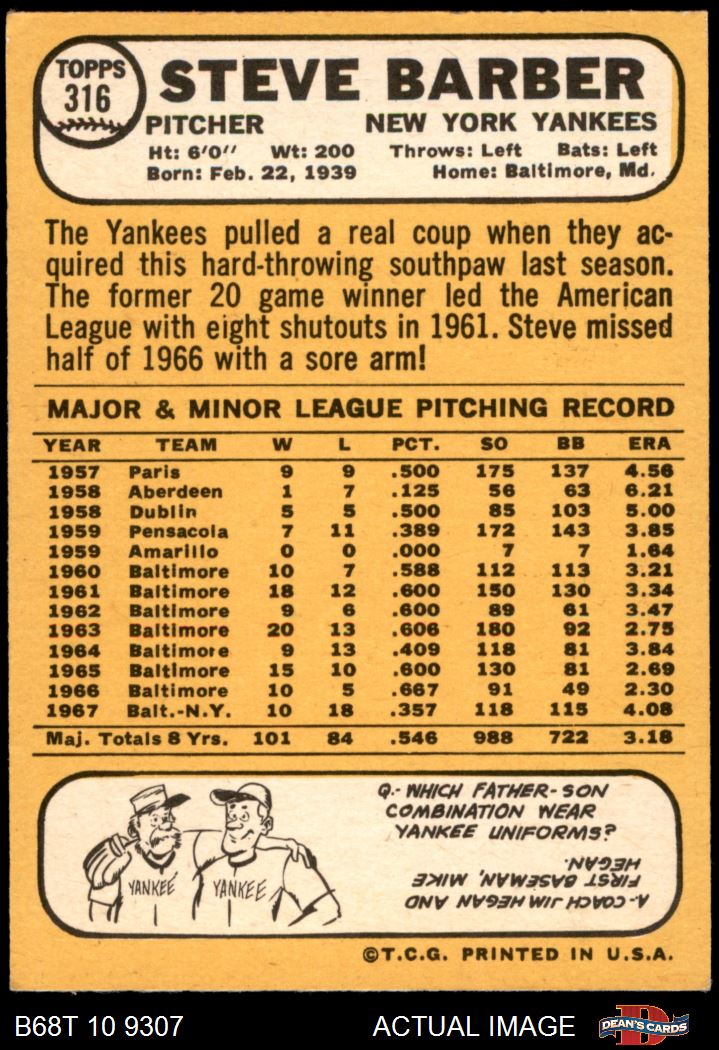 TOPPS
316
STEVE BARBER
PITCHER NEW YORK YANKEES
Ht: 6'0" Wt: 200 Throws: Left Bats: Left
Born: Feb. 22, 1939 Home: Baltimore, Md.
The Yankees pulled a real coup when they ac-
quired this hard-throwing southpaw last season.
The former 20 game winner led the American
League with eight shutouts in 1961. Steve missed
half of 1966 with a sore arm!
MAJOR & MINOR LEAGUE PITCHING RECORD
YEAR TEAM W L PCT. SO BB ERA
1957 Paris 9 9 .500 175 137 4.56
1958 Aberdeen 1 7 .125 56 63 6.21
1958 Dublin 5 5 .500 85 103 5.00
1959 Pensacola 7 11 .389 172 143 3.85
1959 Amarillo 0 0 .000 7 7 1.64
1960 Baltimore 10 7 .588 112 113 3.21
1961 Baltimore 18 12 .600 150 130 3.34
1962 Baltimore 9 6 .600 89 61 3.47
1963 Baltimore 20 13 .606 180 92 2.75
1964 Baltimore 9 13 .409 118 81 3.84
1965 Baltimore 15 10 .600 130 81 2.69
1966 Baltimore 10 5 .667 91 49 2.30
1967 Balt.-N.Y. 10 18 .357 118 115 4.08
Maj. Totals 8 Yrs. 101 84 .546 988 722 3.18
YANKEE YANKEE
Q.- WHICH FATHER-SON
COMBINATION WEAR
YANKEE UNIFORMS?
A.- COACH JIM HEGAN AND
FIRST BASEMAN, MIKE
HEGAN.
©T.C.G. PRINTED IN U.S.A.
B68T 10 9307 ACTUAL IMAGE
D
DEAN'S CARDS